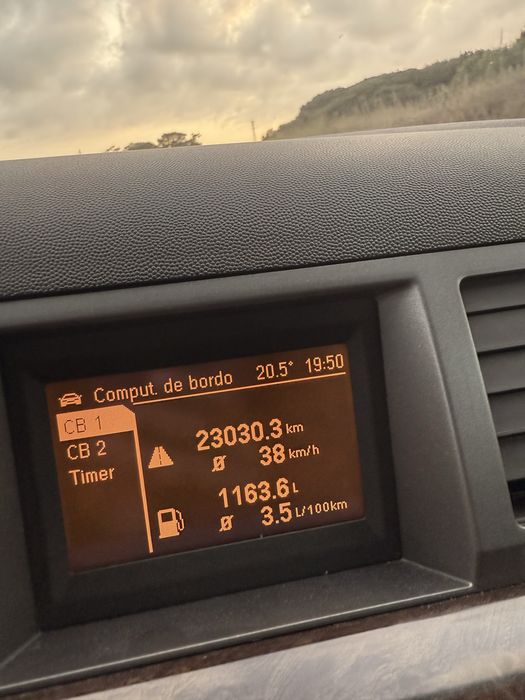 Comput. de bordo 20.5° 19:50
CB 1
CB 2
Timer
23030.3 km
Ø 38 km/h
1163.6 L
Ø 3.5 L/100km